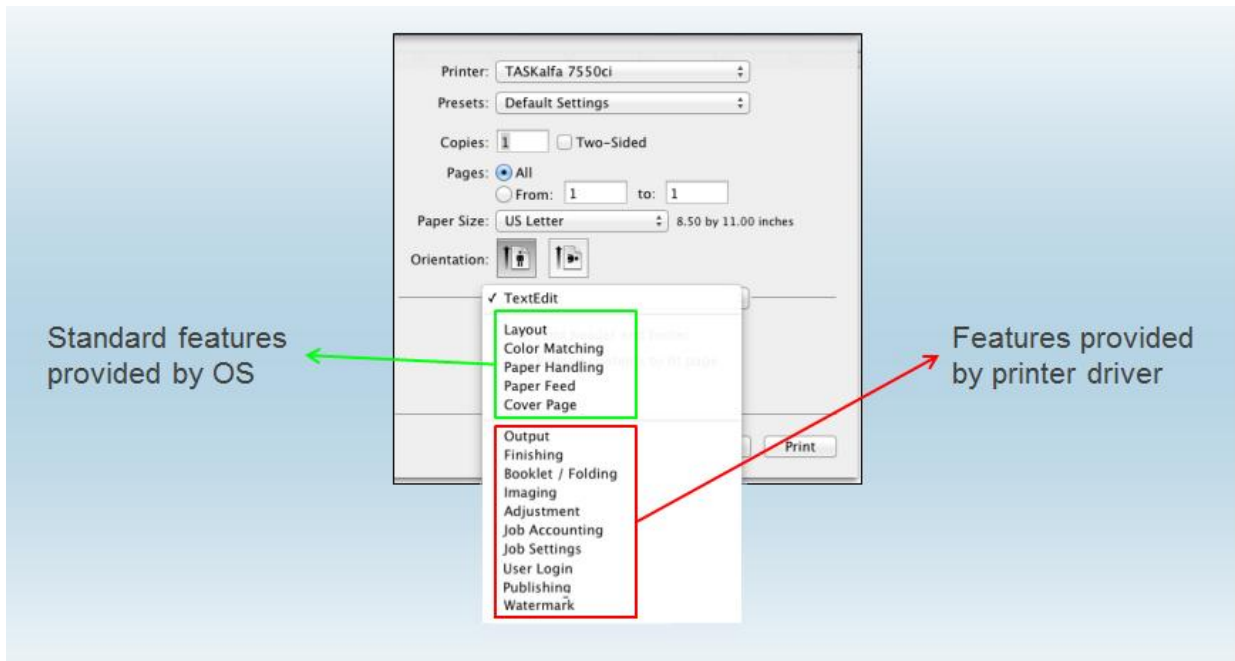 Printer: TASKalfa 7550ci
Presets: Default Settings
Copies: 1 Two-Sided
Pages: All
From: 1 to: 1
Paper Size: US Letter 8.50 by 11.00 inches
Orientation:
✓ TextEdit
Layout
Color Matching
Paper Handling
Paper Feed
Cover Page
Output
Finishing
Booklet / Folding
Imaging
Adjustment
Job Accounting
Job Settings
User Login
Publishing
Watermark
Print
Standard features
provided by OS
Features provided
by printer driver